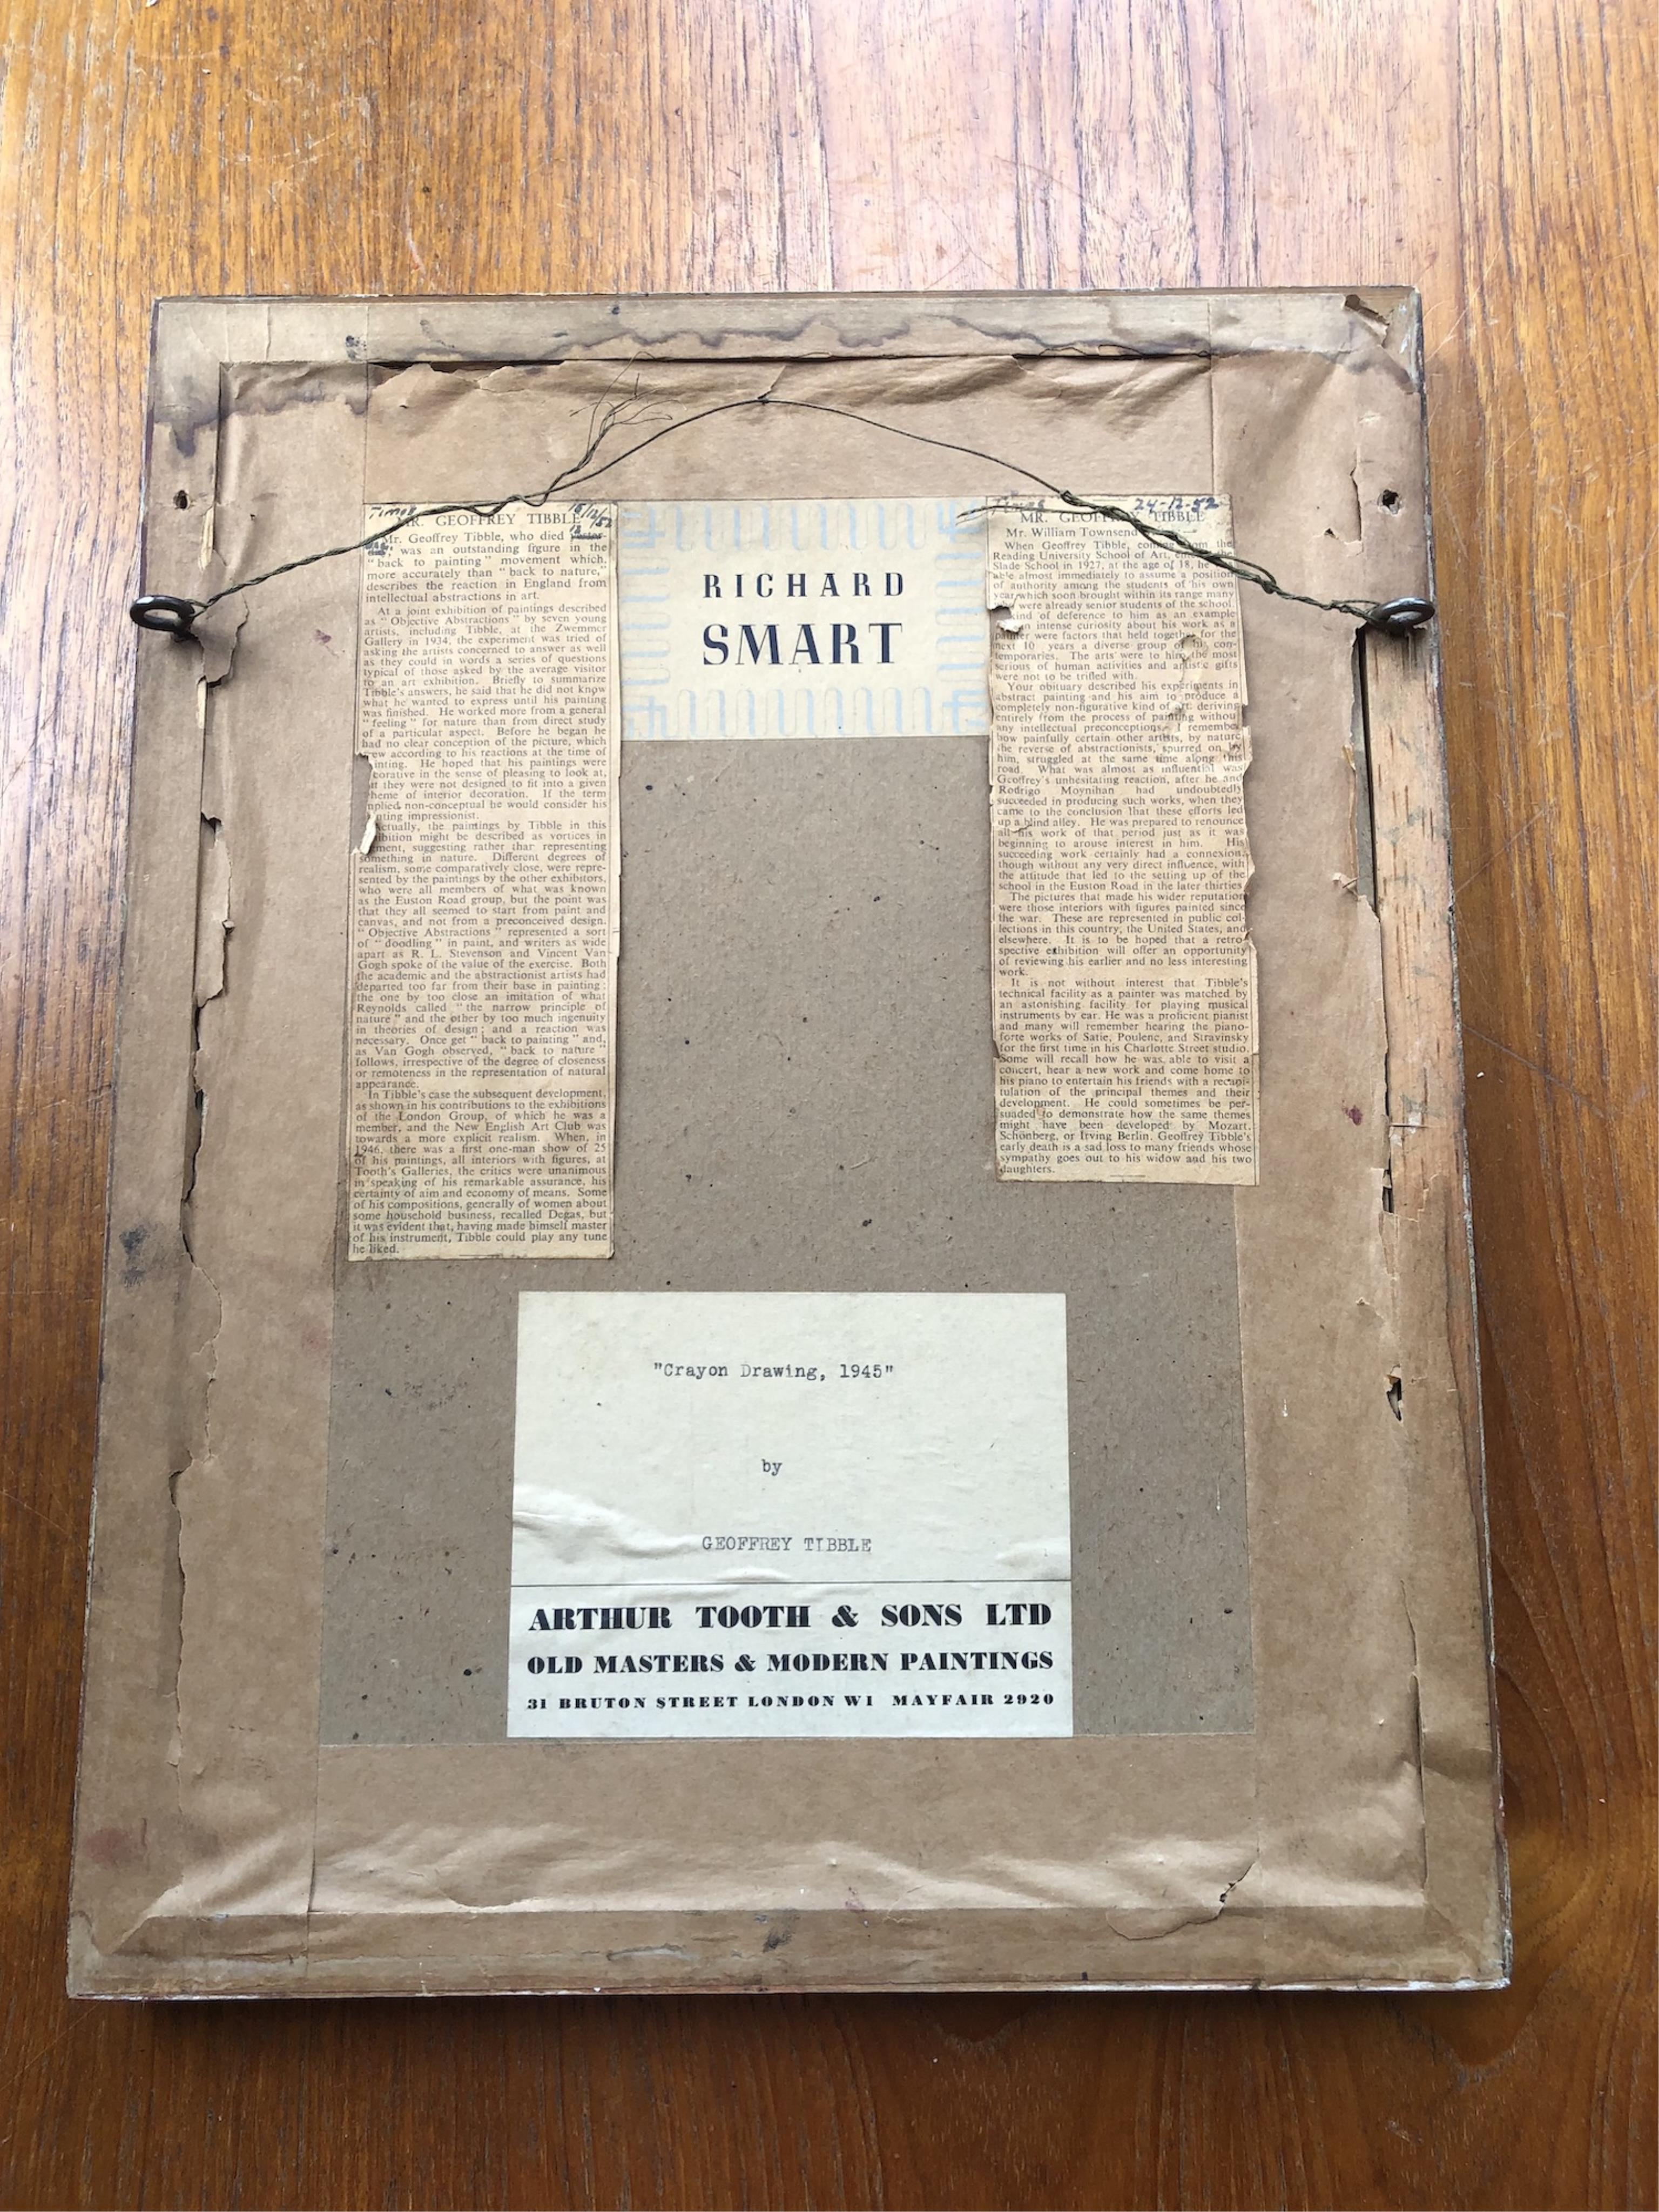 Times 15/12/52
MR. GEOFFREY TIBBLE
Mr. Geoffrey Tibble, who died
12 was an outstanding figure in the
"back to painting" movement which,
more accurately than "back to nature,"
describes the reaction in England from
intellectual abstractions in art.
At a joint exhibition of paintings described
as "Objective Abstractions" by seven young
artists, including Tibble, at the Zwemmer
Gallery in 1934, the experiment was tried of
asking the artists concerned to answer as well
as they could in words a series of questions
typical of those asked by the average visitor
to an art exhibition. Briefly to summarize
Tibble's answers, he said that he did not know
what he wanted to express until his painting
was finished. He worked more from a general
"feeling" for nature than from direct study
of a particular aspect. Before he began he
had no clear conception of the picture, which
rew according to his reactions at the time of
inting. He hoped that his paintings were
corative in the sense of pleasing to look at,
ut they were not designed to fit into a given
heme of interior decoration. If the term
mplied non-conceptual he would consider his
nting impressionist.
ctually, the paintings by Tibble in this
ibition might be described as vortices in
ment, suggesting rather than representing
something in nature. Different degrees of
realism, some comparatively close, were repre-
sented by the paintings by the other exhibitors,
who were all members of what was known
as the Euston Road group, but the point was
that they all seemed to start from paint and
canvas, and not from a preconceived design.
"Objective Abstractions" represented a sort
of "doodling" in paint, and writers as wide
apart as R. L. Stevenson and Vincent Van
Gogh spoke of the value of the exercise. Both
the academic and the abstractionist artists had
departed too far from their base in painting:
the one by too close an imitation of what
Reynolds called "the narrow principle of
nature" and the other by too much ingenuity
in theories of design; and a reaction was
necessary. Once get "back to painting" and,
as Van Gogh observed, "back to nature"
follows, irrespective of the degree of closeness
or remoteness in the representation of natural
appearance.
In Tibble's case the subsequent development,
as shown in his contributions to the exhibitions
of the London Group, of which he was a
member, and the New English Art Club was
towards a more explicit realism. When, in
1946, there was a first one-man show of 25
of his paintings, all interiors with figures, at
Tooth's Galleries, the critics were unanimous
in speaking of his remarkable assurance, his
certainty of aim and economy of means. Some
of his compositions, generally of women about
some household business, recalled Degas, but
it was evident that, having made himself master
of his instrument, Tibble could play any tune
he liked.
RICHARD
SMART
Times 24-12-52
MR. GEOFFREY TIBBLE
Mr. William Townsend
When Geoffrey Tibble, coming from the
Reading University School of Art, the
Slade School in 1927, at the age of 18, he
able almost immediately to assume a position
of authority among the students of his own
year, which soon brought within its range many
were already senior students of the school.
kind of deference to him as an example
an intense curiosity about his work as a
painter were factors that held together for the
next 10 years a diverse group of his con-
temporaries. The arts were to him the most
serious of human activities and artistic gifts
were not to be trifled with.
Your obituary described his experiments in
abstract painting and his aim to produce a
completely non-figurative kind of art deriving
entirely from the process of painting without
any intellectual preconceptions. I remember
how painfully certain other artists, by nature
the reverse of abstractionists, spurred on by
him, struggled at the same time along this
road. What was almost as influential was
Geoffrey's unhesitating reaction, after he and
Rodrigo Moynihan had undoubtedly
succeeded in producing such works, when they
came to the conclusion that these efforts led
up a blind alley. He was prepared to renounce
all his work of that period just as it was
beginning to arouse interest in him. His
succeeding work certainly had a connexion,
though without any very direct influence, with
the attitude that led to the setting up of the
school in the Euston Road in the later thirties.
The pictures that made his wider reputation
were those interiors with figures painted since
the war. These are represented in public col-
lections in this country, the United States, and
elsewhere. It is to be hoped that a retro-
spective exhibition will offer an opportunity
of reviewing his earlier and no less interesting
work.
It is not without interest that Tibble's
technical facility as a painter was matched by
an astonishing facility for playing musical
instruments by ear. He was a proficient pianist
and many will remember hearing the piano-
forte works of Satie, Poulenc, and Stravinsky
for the first time in his Charlotte Street studio.
Some will recall how he was able to visit a
concert, hear a new work and come home to
his piano to entertain his friends with a recapi-
tulation of the principal themes and their
development. He could sometimes be per-
suaded to demonstrate how the same themes
might have been developed by Mozart,
Schönberg, or Irving Berlin. Geoffrey Tibble's
early death is a sad loss to many friends whose
sympathy goes out to his widow and his two
daughters.
"Crayon Drawing, 1945"
by
GEOFFREY TIBBLE
ARTHUR TOOTH & SONS LTD
OLD MASTERS & MODERN PAINTINGS
31 BRUTON STREET LONDON W1 MAYFAIR 2920